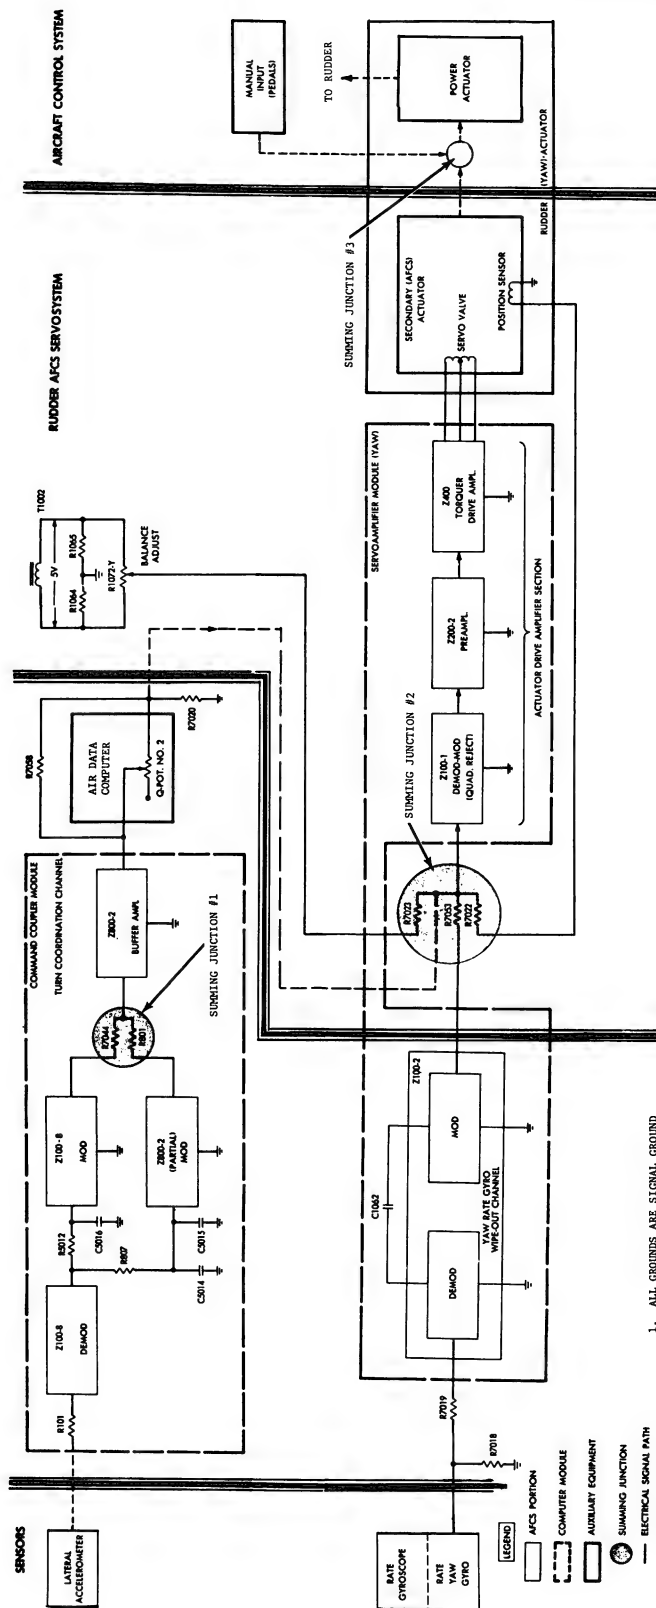 SENSORS
RUDDER AFCS SERVOSYSTEM
AIRCRAFT CONTROL SYSTEM
LATERAL
ACCELEROMETER
R101
COMMAND COUPLER MODULE
TURN COORDINATION CHANNEL
Z100-8
DEMOD
R5012
C5016
R807
C5014
C5015
Z100-8
MOD
Z800-2
(PARTIAL)
MOD
R7044
R801
SUMMING JUNCTION #1
Z800-2
BUFFER AMPL
R7058
AIR DATA
COMPUTER
Q-POT. NO. 2
R7020
T1002
5V
R1064
R1065
R1072-Y
BALANCE
ADJUST
MANUAL
INPUT
(PEDALS)
TO RUDDER
RATE
GYROSCOPE
RATE
YAW
GYRO
R7018
R7019
C1062
Z100-2
DEMOD
MOD
YAW RATE GYRO
WIPE-OUT CHANNEL
SUMMING JUNCTION #2
R7023
R7053
R7022
SERVOAMPLIFIER MODULE (YAW)
Z100-1
DEMOD-MOD
(QUAD. REJECT)
Z200-2
PREAMPL.
Z400
TORQUER
DRIVE AMPL.
ACTUATOR DRIVE AMPLIFIER SECTION
SUMMING JUNCTION #3
SECONDARY (AFCS)
ACTUATOR
SERVO VALVE
POSITION SENSOR
POWER
ACTUATOR
RUDDER (YAW)-ACTUATOR
LEGEND
AFCS PORTION
COMPUTER MODULE
AUXILIARY EQUIPMENT
SUMMING JUNCTION
ELECTRICAL SIGNAL PATH
1. ALL GROUNDS ARE SIGNAL GROUND